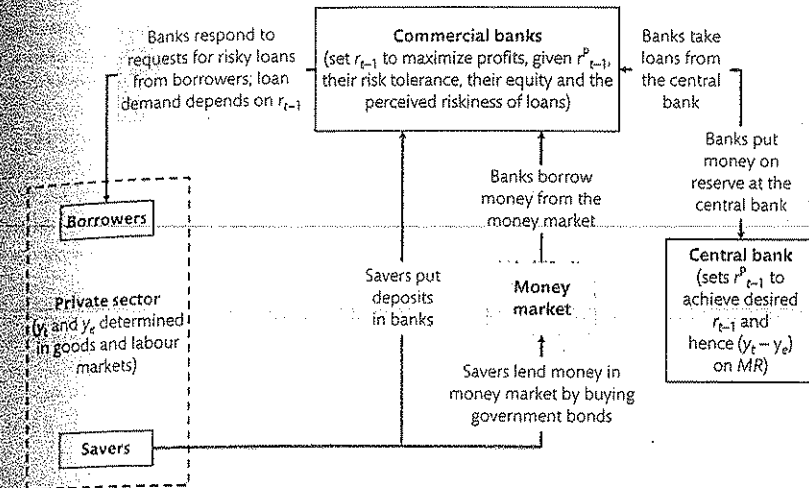 Banks respond to
requests for risky loans
from borrowers; loan
demand depends on r_{t–1}
Commercial banks
(set r_{t–1} to maximize profits, given r^P_{t–1},
their risk tolerance, their equity and the
perceived riskiness of loans)
Banks take
loans from
the central
bank
Banks put
money on
reserve at the
central bank
Banks borrow
money from the
money market
Borrowers
Private sector
(y_t and y_e determined
in goods and labour
markets)
Savers put
deposits
in banks
Money
market
Central bank
(sets r^P_{t–1} to
achieve desired
r_{t–1} and
hence (y_t – y_e)
on MR)
Savers lend money in
money market by buying
government bonds
Savers